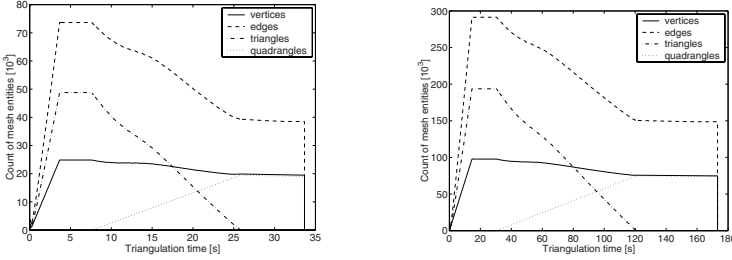 Count of mesh entities [10³]
80
70
60
50
40
30
20
10
0
vertices
edges
triangles
quadrangles
0 5 10 15 20 25 30 35
Triangulation time [s]
Count of mesh entities [10³]
300
250
200
150
100
50
0
vertices
edges
triangles
quadrangles
0 20 40 60 80 100 120 140 160 180
Triangulation time [s]